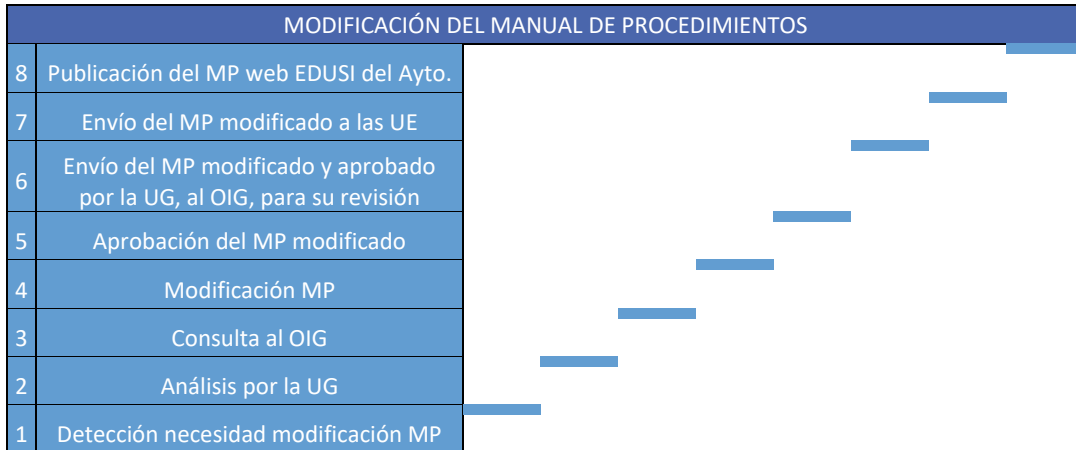 MODIFICACIÓN DEL MANUAL DE PROCEDIMIENTOS
8 Publicación del MP web EDUSI del Ayto.
7 Envío del MP modificado a las UE
6 Envío del MP modificado y aprobado
por la UG, al OIG, para su revisión
5 Aprobación del MP modificado
4 Modificación MP
3 Consulta al OIG
2 Análisis por la UG
1 Detección necesidad modificación MP